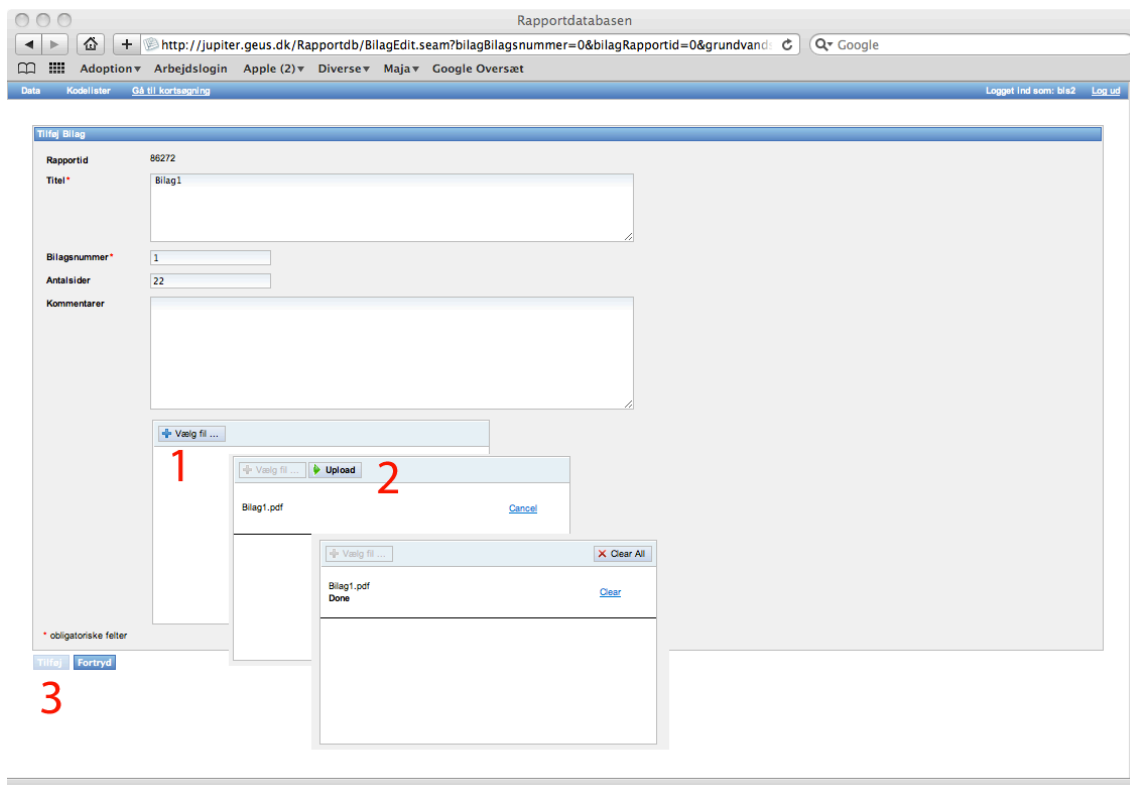 Rapportdatabasen
http://jupiter.geus.dk/Rapportdb/BilagEdit.seam?bilagBilagsnummer=0&bilagRapportid=0&grundvand
Google
Adoption Arbejdslogin Apple (2) Diverse Maja Google Oversæt
Data Kodelister Gå til kortsøgning Logget ind som: bls2 Log ud
Tilføj Bilag
Rapportid 86272
Titel* Bilag1
Bilagsnummer* 1
Antalsider 22
Kommentarer
Vælg fil ...
1
Vælg fil ... Upload
2
Bilag1.pdf Cancel
Vælg fil ... Clear All
Bilag1.pdf Clear
Done
* obligatoriske felter
Tilføj Fortryd
3